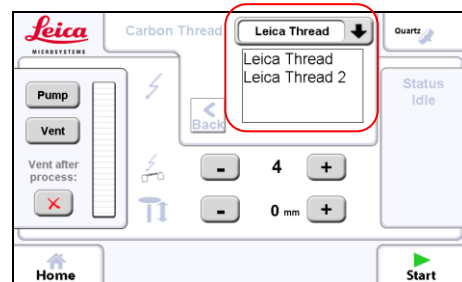 Leica
MICROSYSTEMS
Carbon Thread
Leica Thread
Quartz
Leica Thread
Leica Thread 2
Status
Idle
Pump
Vent
Back
Vent after
process:
- 4 +
- 0 mm +
Home
Start